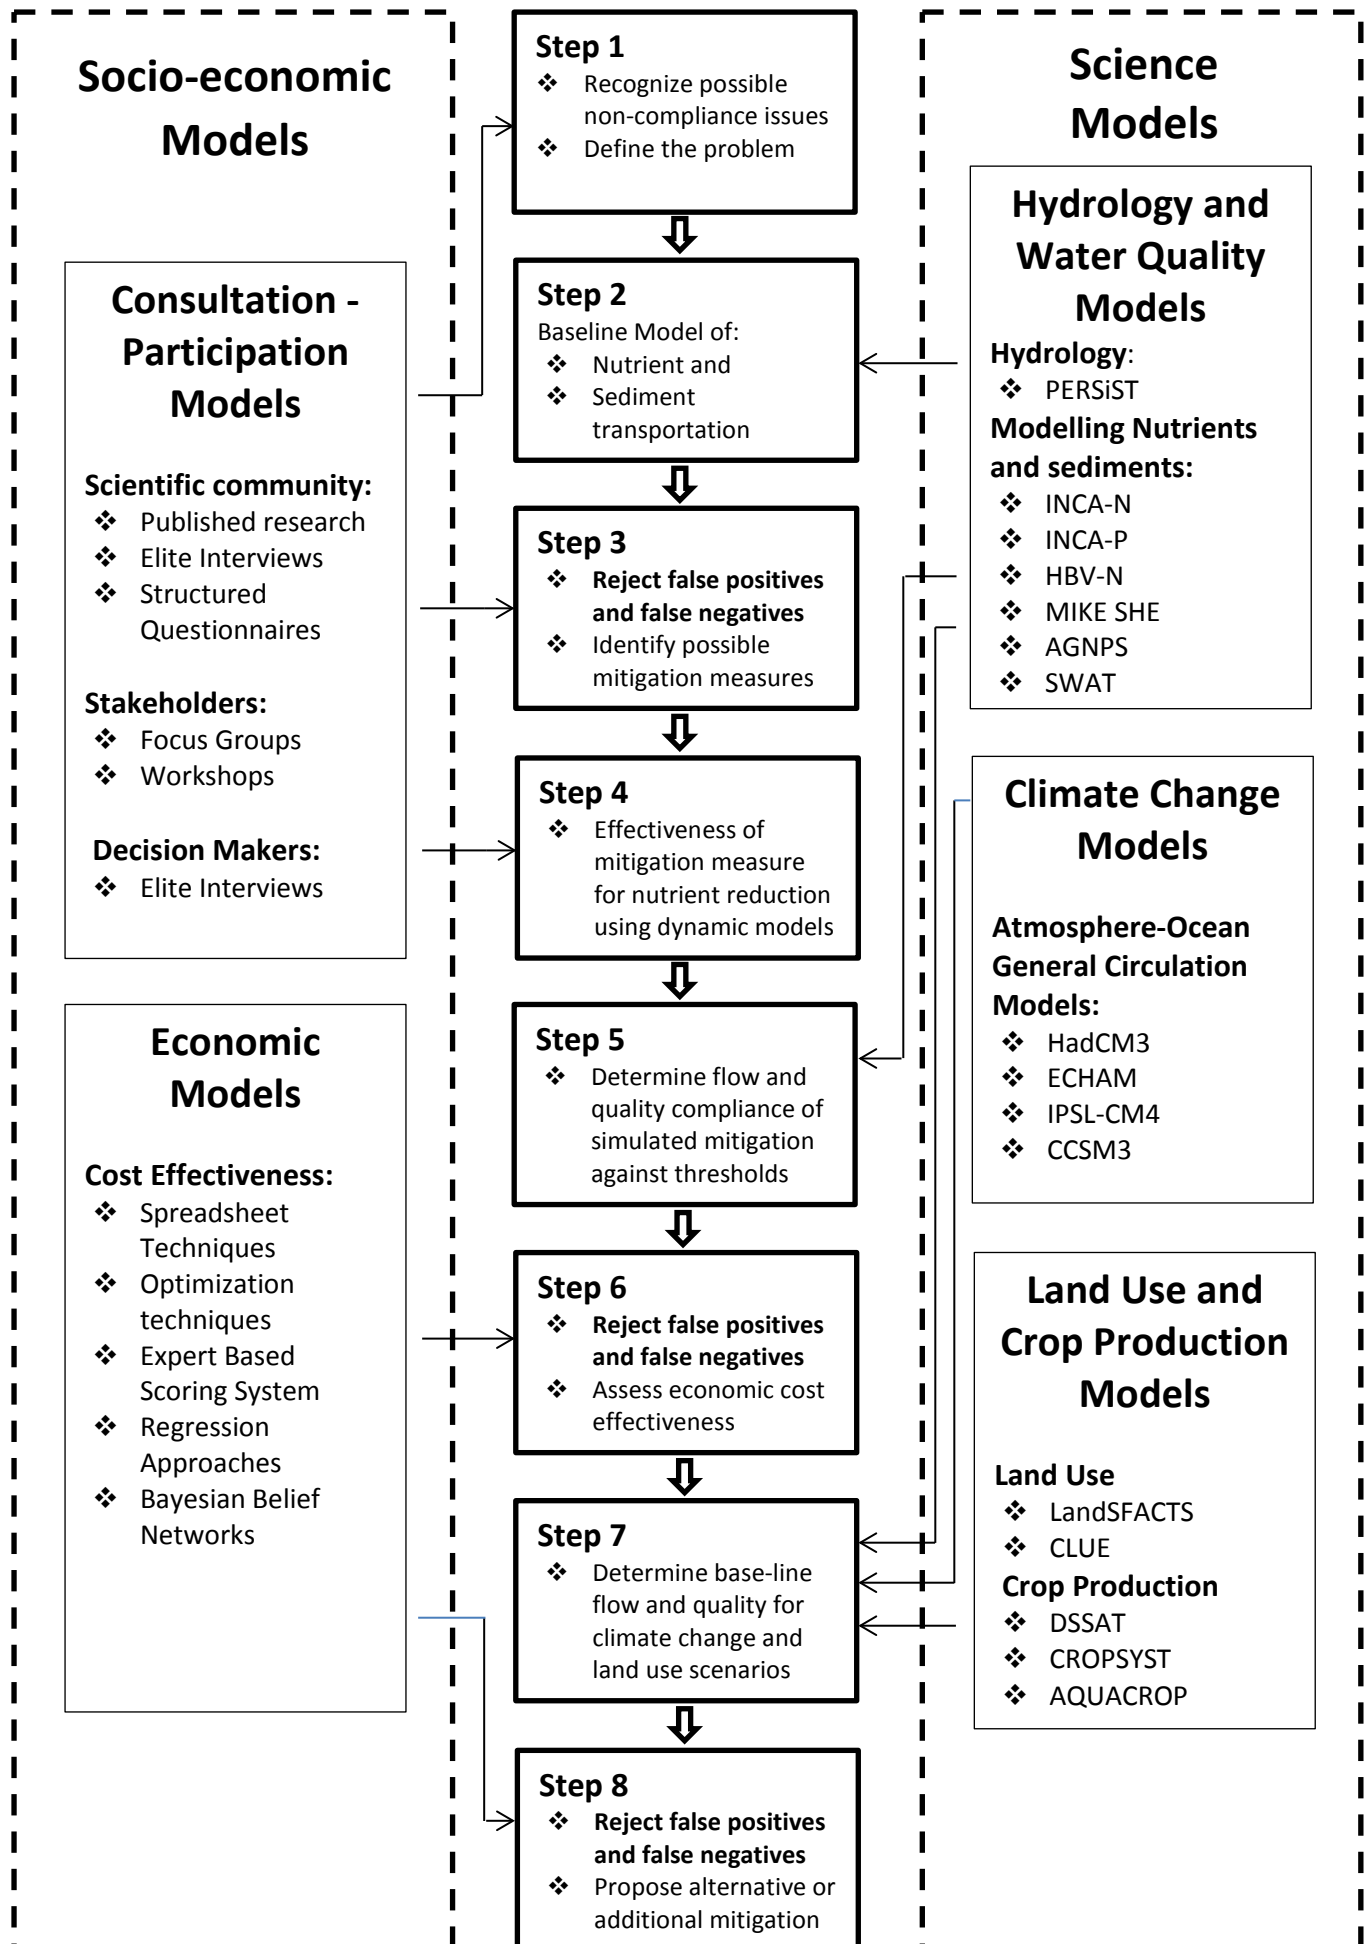 Socio-economic
Models
Consultation -
Participation
Models
Scientific community:
❖ Published research
❖ Elite Interviews
❖ Structured
Questionnaires
Stakeholders:
❖ Focus Groups
❖ Workshops
Decision Makers:
❖ Elite Interviews
Economic
Models
Cost Effectiveness:
❖ Spreadsheet
Techniques
❖ Optimization
techniques
❖ Expert Based
Scoring System
❖ Regression
Approaches
❖ Bayesian Belief
Networks
Step 1
❖ Recognize possible
non-compliance issues
❖ Define the problem
Step 2
Baseline Model of:
❖ Nutrient and
❖ Sediment
transportation
Step 3
❖ Reject false positives
and false negatives
❖ Identify possible
mitigation measures
Step 4
❖ Effectiveness of
mitigation measure
for nutrient reduction
using dynamic models
Step 5
❖ Determine flow and
quality compliance of
simulated mitigation
against thresholds
Step 6
❖ Reject false positives
and false negatives
❖ Assess economic cost
effectiveness
Step 7
❖ Determine base-line
flow and quality for
climate change and
land use scenarios
Step 8
❖ Reject false positives
and false negatives
❖ Propose alternative or
additional mitigation
Science
Models
Hydrology and
Water Quality
Models
Hydrology:
❖ PERSiST
Modelling Nutrients
and sediments:
❖ INCA-N
❖ INCA-P
❖ HBV-N
❖ MIKE SHE
❖ AGNPS
❖ SWAT
Climate Change
Models
Atmosphere-Ocean
General Circulation
Models:
❖ HadCM3
❖ ECHAM
❖ IPSL-CM4
❖ CCSM3
Land Use and
Crop Production
Models
Land Use
❖ LandSFACTS
❖ CLUE
Crop Production
❖ DSSAT
❖ CROPSYST
❖ AQUACROP